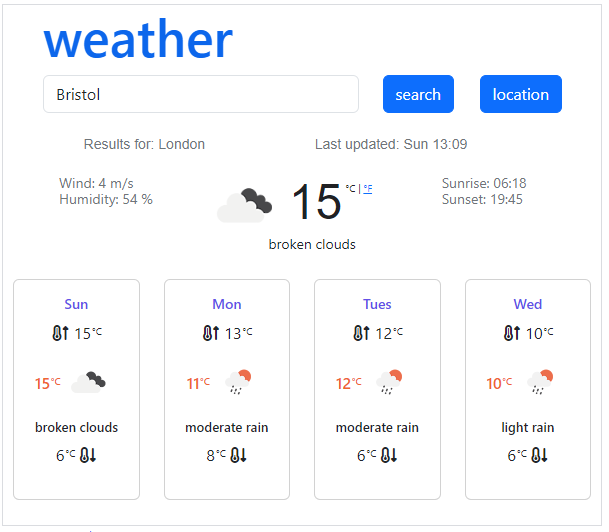 weather
Bristol search location
Results for: London Last updated: Sun 13:09
Wind: 4 m/s
Humidity: 54 %
15 °C | °F
Sunrise: 06:18
Sunset: 19:45
broken clouds
Sun Mon Tues Wed
15°C 13°C 12°C 10°C
15°C 11°C 12°C 10°C
broken clouds moderate rain moderate rain light rain
6°C 8°C 6°C 6°C